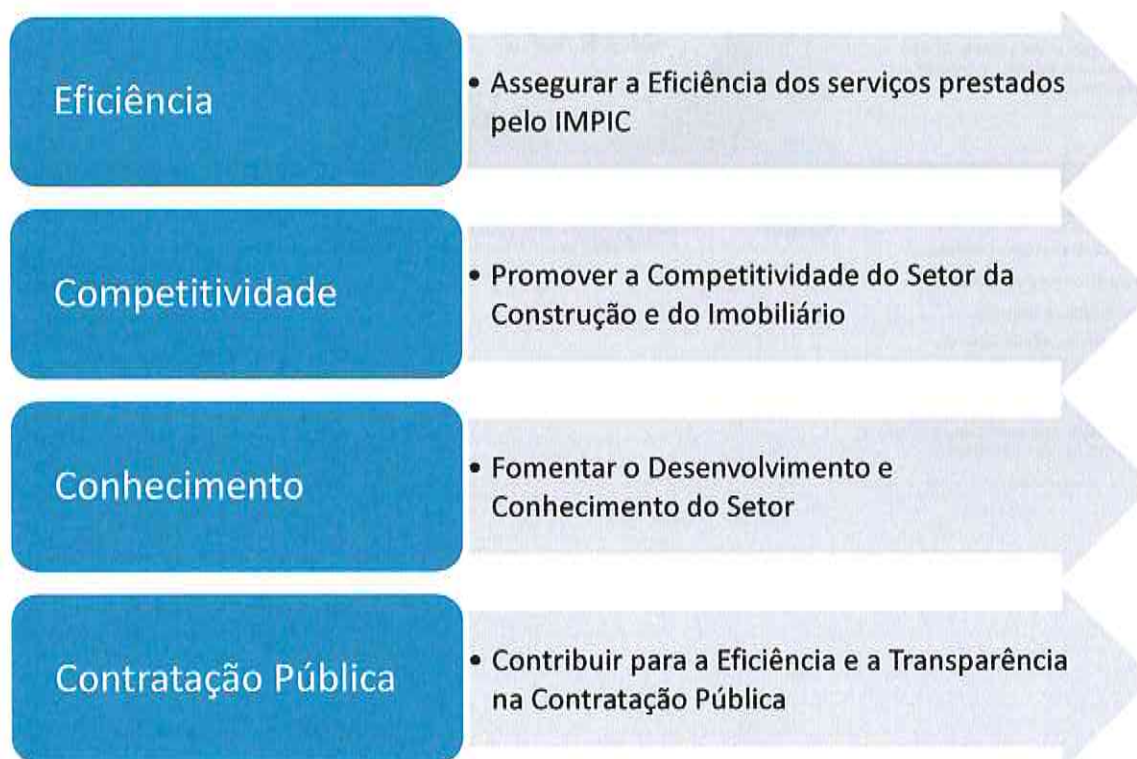 Eficiência
• Assegurar a Eficiência dos serviços prestados
pelo IMPIC
Competitividade
• Promover a Competitividade do Setor da
Construção e do Imobiliário
Conhecimento
• Fomentar o Desenvolvimento e
Conhecimento do Setor
Contratação Pública
• Contribuir para a Eficiência e a Transparência
na Contratação Pública